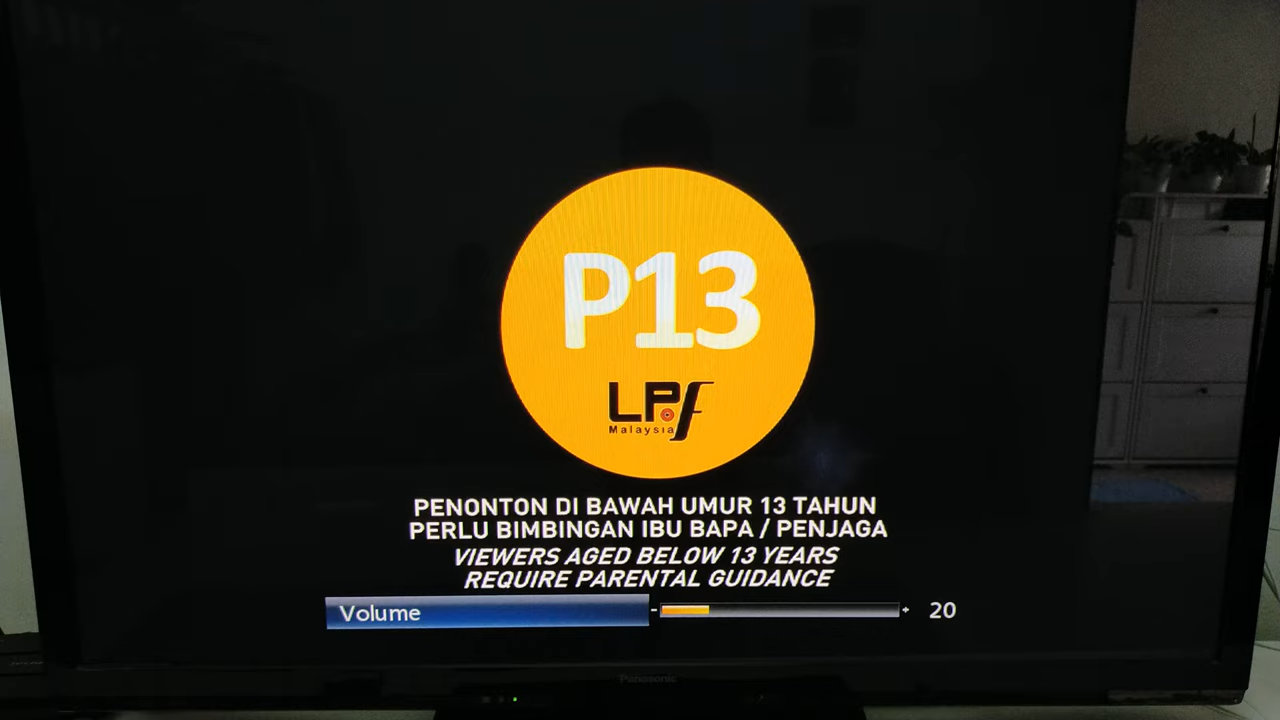 P13
LPf
Malaysia
PENONTON DI BAWAH UMUR 13 TAHUN
PERLU BIMBINGAN IBU BAPA / PENJAGA
VIEWERS AGED BELOW 13 YEARS
REQUIRE PARENTAL GUIDANCE
Volume - + 20
Panasonic